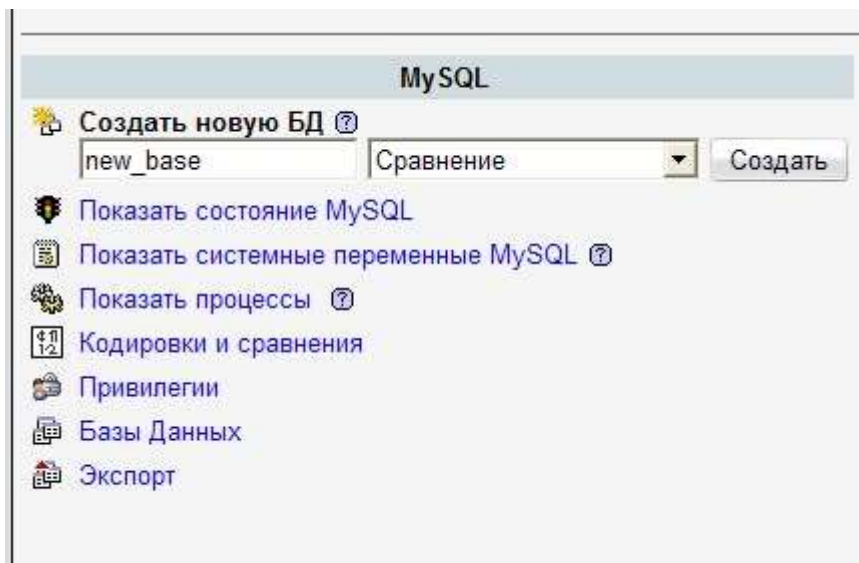 MySQL
Создать новую БД ?
new_base Сравнение Создать
Показать состояние MySQL
Показать системные переменные MySQL ?
Показать процессы ?
Кодировки и сравнения
Привилегии
Базы Данных
Экспорт